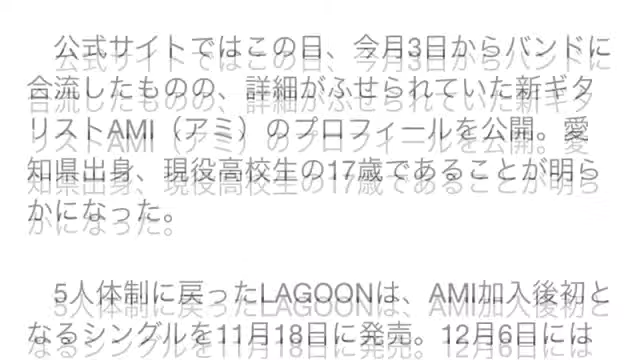 公式サイトではこの日、今月3日からバンドに
合流したものの、詳細がふせられていた新ギタ
リストAMI（アミ）のプロフィールを公開。愛
知県出身、現役高校生の17歳であることが明ら
かになった。
5人体制に戻ったLAGOONは、AMI加入後初と
なるシングルを11月18日に発売。12月6日には